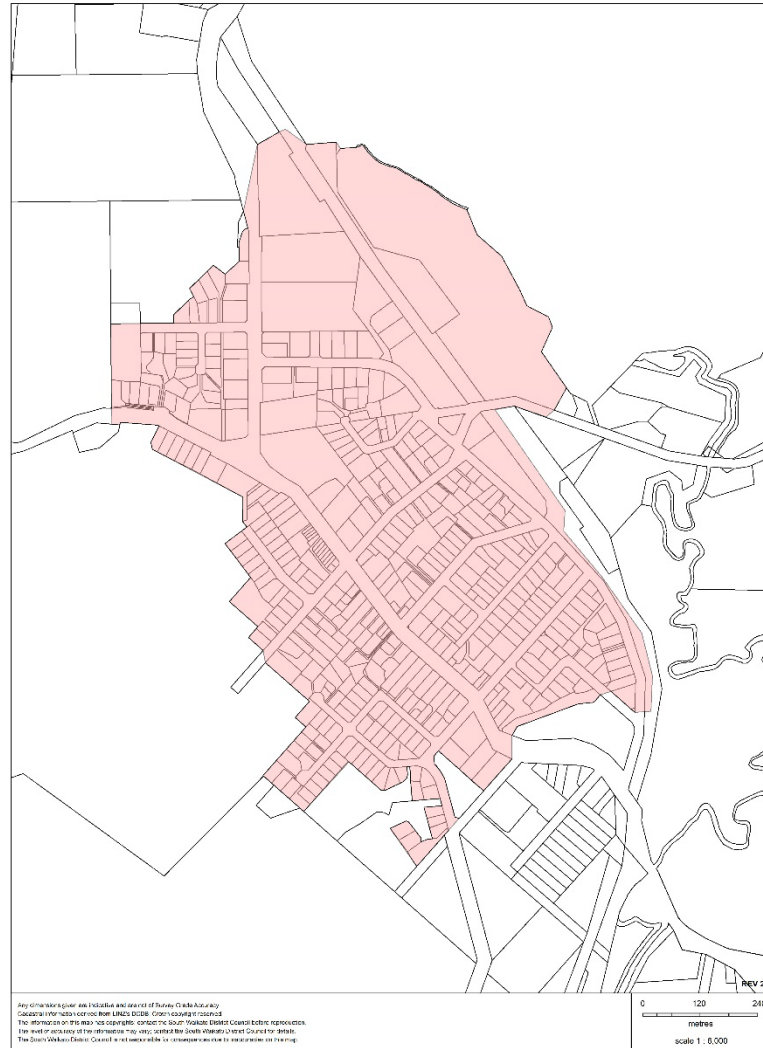 REV 2
Any dimensions given are indicative and are not of Survey Grade Accuracy
Cadastral information derived from LINZ's DCDB. Crown copyright reserved
The information on this map has copyrights; contact the South Waikato District Council before reproduction.
The level of accuracy of the information may vary; contact the South Waikato District Council for details.
The South Waikato District Council is not responsible for consequences due to inaccuracies on this map.
0 120 240
metres
scale 1 : 6,000